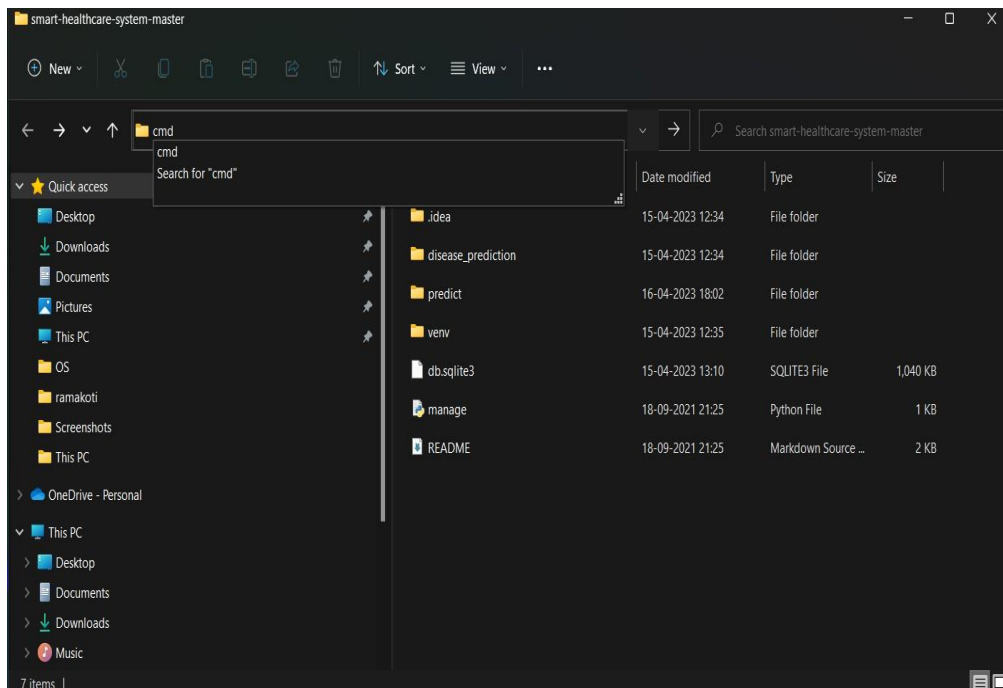 smart-healthcare-system-master
New
Sort
View
cmd
Search smart-healthcare-system-master
cmd
Search for "cmd"
Date modified Type Size
Quick access
Desktop
Downloads
Documents
Pictures
This PC
OS
ramakoti
Screenshots
This PC
OneDrive - Personal
This PC
Desktop
Documents
Downloads
Music
.idea 15-04-2023 12:34 File folder
disease_prediction 15-04-2023 12:34 File folder
predict 16-04-2023 18:02 File folder
venv 15-04-2023 12:35 File folder
db.sqlite3 15-04-2023 13:10 SQLITE3 File 1,040 KB
manage 18-09-2021 21:25 Python File 1 KB
README 18-09-2021 21:25 Markdown Source ... 2 KB
7 items